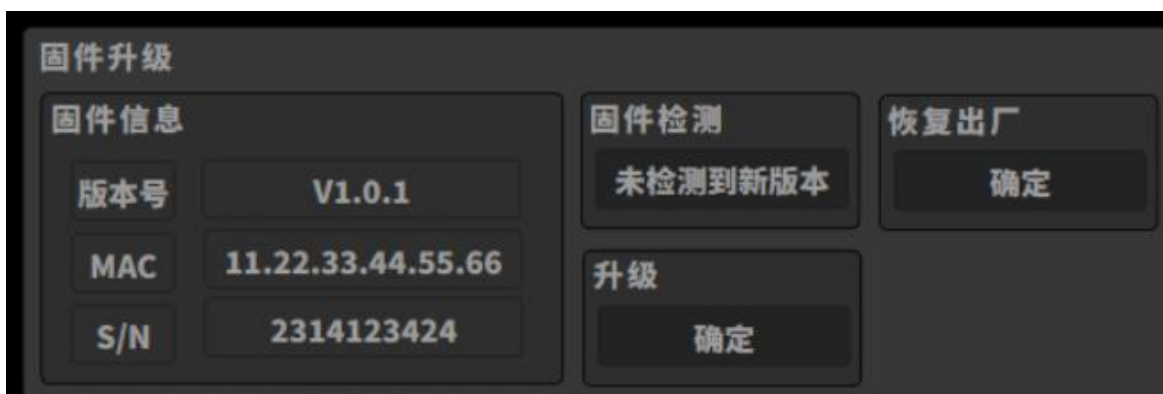 固件升级
固件信息
版本号 V1.0.1
MAC 11.22.33.44.55.66
S/N 2314123424
固件检测
未检测到新版本
升级
确定
恢复出厂
确定